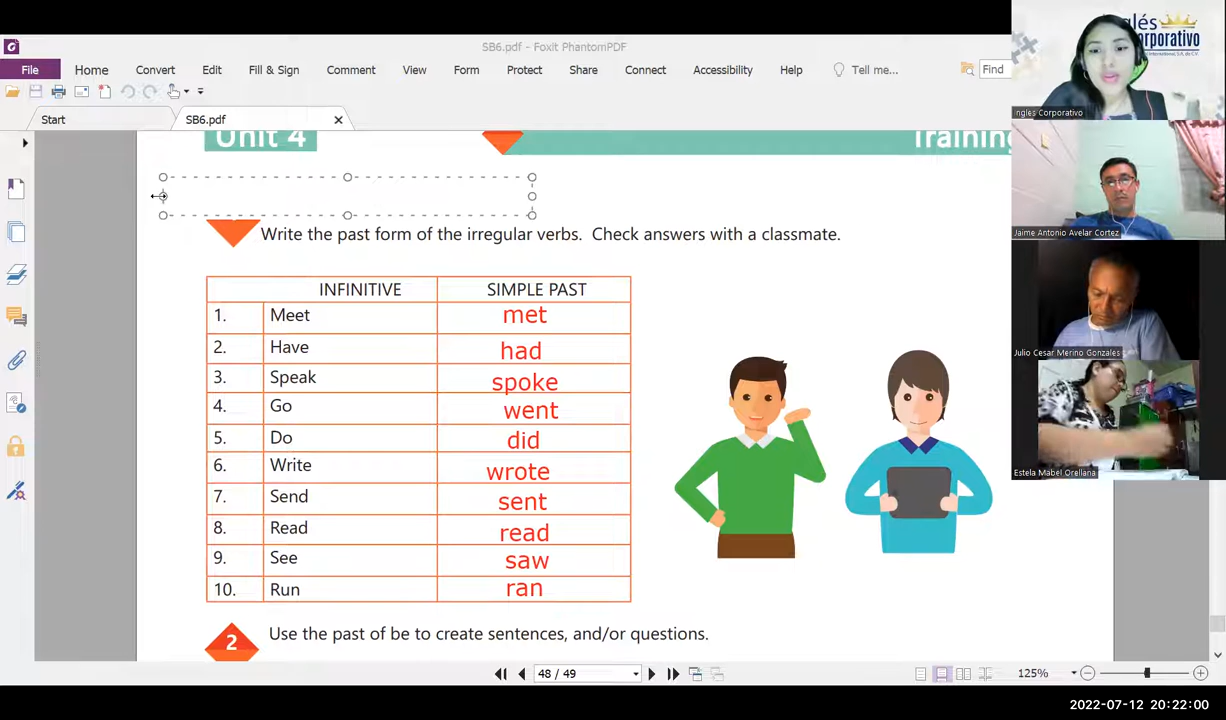 SB6.pdf - Foxit PhantomPDF
File Home Convert Edit Fill & Sign Comment View Form Protect Share Connect Accessibility Help Tell me... Find
Start SB6.pdf
Unit 4 Training
Write the past form of the irregular verbs. Check answers with a classmate.
INFINITIVE SIMPLE PAST
1. Meet met
2. Have had
3. Speak spoke
4. Go went
5. Do did
6. Write wrote
7. Send sent
8. Read read
9. See saw
10. Run ran
2 Use the past of be to create sentences, and/or questions.
48 / 49 125%
orporativo
Inglés Corporativo
Jaime Antonio Avelar Cortez
Julio Cesar Merino Gonzales
Estela Mabel Orellana
2022-07-12 20:22:00